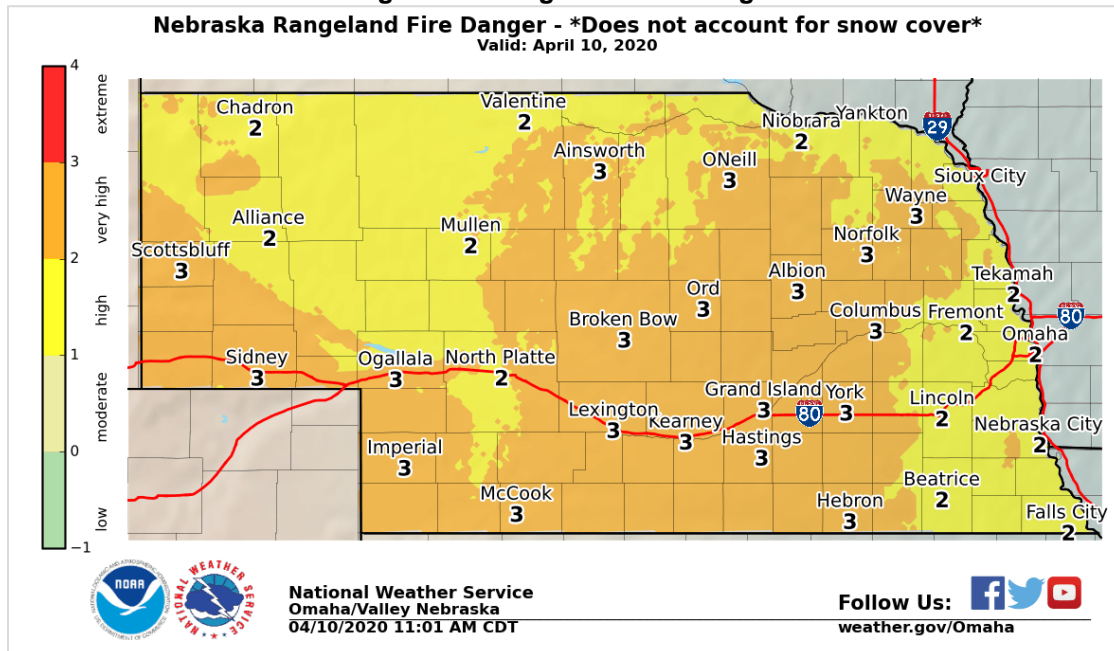 Nebraska Rangeland Fire Danger - *Does not account for snow cover*
Valid: April 10, 2020
4
extreme
3
very high
2
high
1
moderate
0
low
−1
Chadron
2
Valentine
2
Niobrara
2
Yankton
29
Ainsworth
3
ONeill
3
Sioux City
Wayne
3
Alliance
2
Mullen
2
Norfolk
3
Scottsbluff
3
Albion
3
Tekamah
2
Ord
3
Broken Bow
3
Columbus
3
Fremont
2
80
Omaha
2
Sidney
3
Ogallala
3
North Platte
2
Lexington
3
Kearney
3
Grand Island
3
80
York
3
Lincoln
2
Hastings
3
Nebraska City
2
Imperial
3
McCook
3
Hebron
3
Beatrice
2
Falls City
2
NOAA
NATIONAL WEATHER SERVICE
National Weather Service
Omaha/Valley Nebraska
04/10/2020 11:01 AM CDT
Follow Us:
weather.gov/Omaha